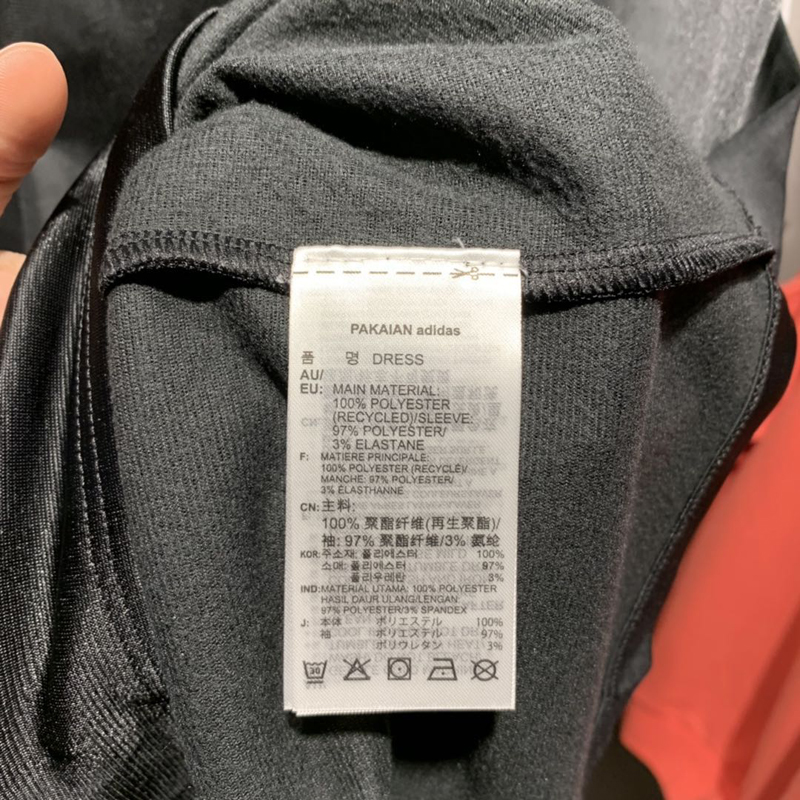 PAKAIAN adidas
품 명 DRESS
AU/
EU: MAIN MATERIAL:
100% POLYESTER
(RECYCLED)/SLEEVE:
97% POLYESTER/
3% ELASTANE
F: MATIERE PRINCIPALE:
100% POLYESTER (RECYCLÉ)/
MANCHE: 97% POLYESTER/
3% ÉLASTHANNE
CN: 主料:
100% 聚酯纤维(再生聚酯)/
袖: 97% 聚酯纤维/3% 氨纶
KOR: 주소재: 폴리에스터 100%
소매: 폴리에스터 97%
폴리우레탄 3%
IND: MATERIAL UTAMA: 100% POLYESTER
HASIL DAUR ULANG/LENGAN:
97% POLYESTER/3% SPANDEX
J: 本体 ポリエステル 100%
袖 ポリエステル 97%
ポリウレタン 3%
30